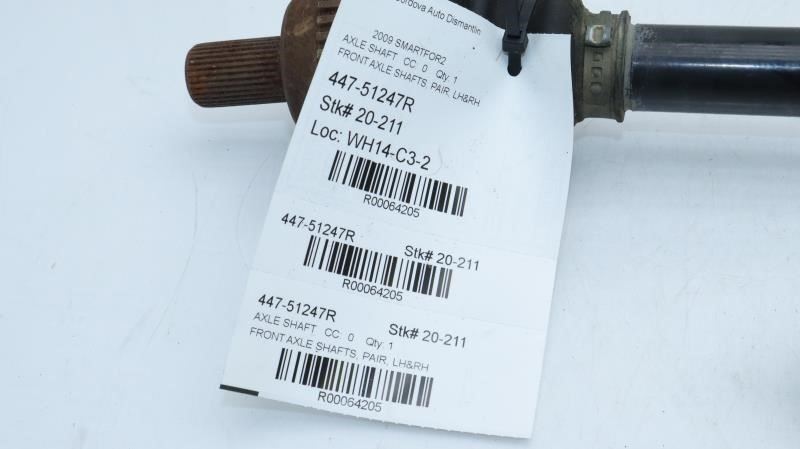 Cordova Auto Dismantlin
2009 SMARTFOR2
AXLE SHAFT CC: 0 Qty: 1
FRONT AXLE SHAFTS, PAIR, LH&RH
447-51247R
Stk# 20-211
Loc: WH14-C3-2
R00064205
447-51247R Stk# 20-211
R00064205
447-51247R Stk# 20-211
AXLE SHAFT CC: 0 Qty: 1
FRONT AXLE SHAFTS, PAIR, LH&RH
R00064205